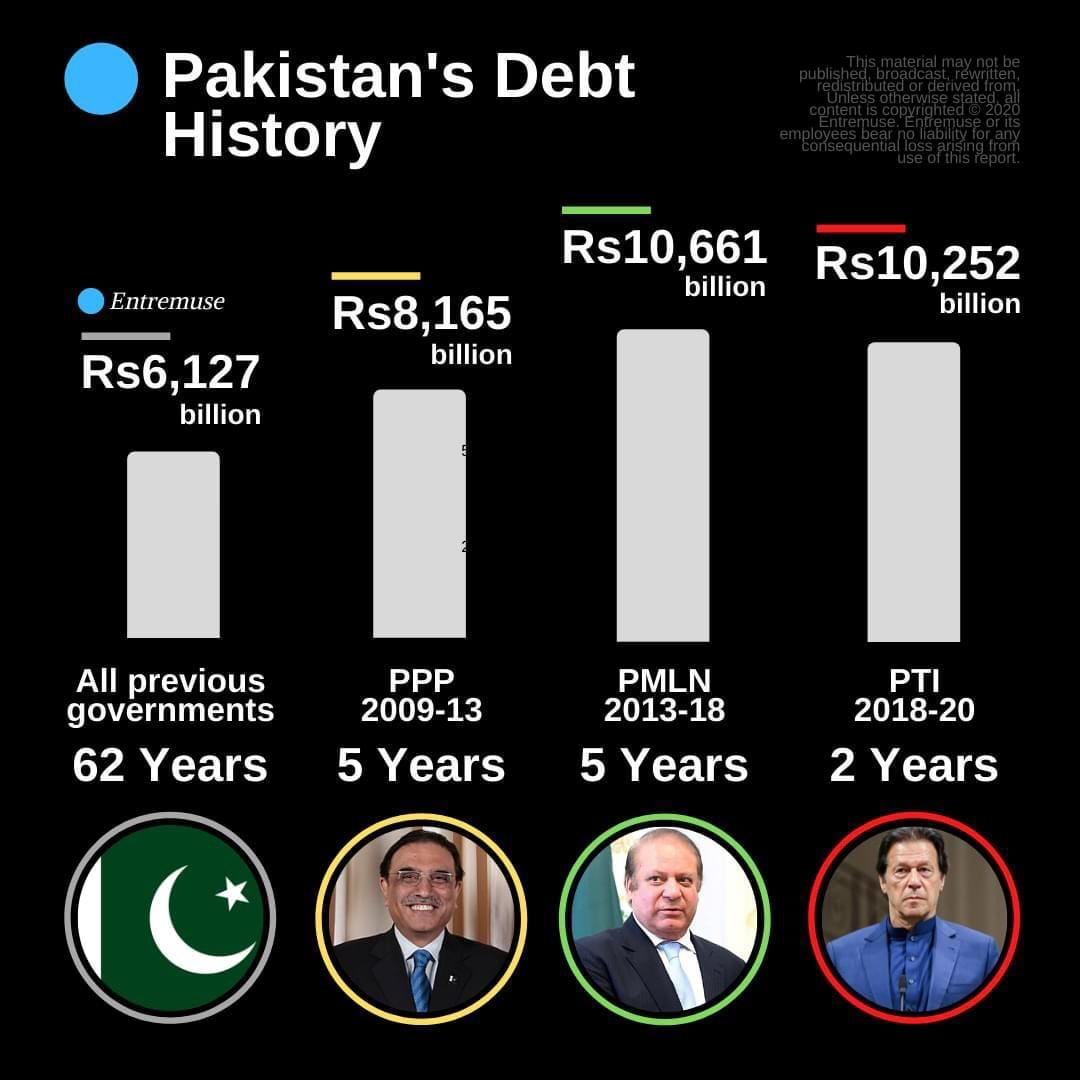 Pakistan's Debt
History
This material may not be
published, broadcast, rewritten,
redistributed or derived from.
Unless otherwise stated, all
content is copyrighted © 2020
Entremuse. Entremuse or its
employees bear no liability for any
consequential loss arising from
use of this report.
Entremuse
Rs6,127
billion
Rs8,165
billion
Rs10,661
billion
Rs10,252
billion
5
2
All previous
governments
62 Years
PPP
2009-13
5 Years
PMLN
2013-18
5 Years
PTI
2018-20
2 Years